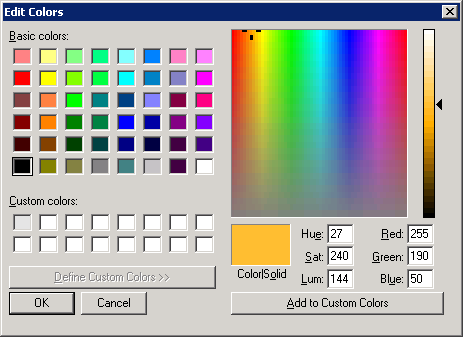 Edit Colors
Basic colors:
Custom colors:
Define Custom Colors >>
OK
Cancel
Color|Solid
Hue: 27
Sat: 240
Lum: 144
Red: 255
Green: 190
Blue: 50
Add to Custom Colors